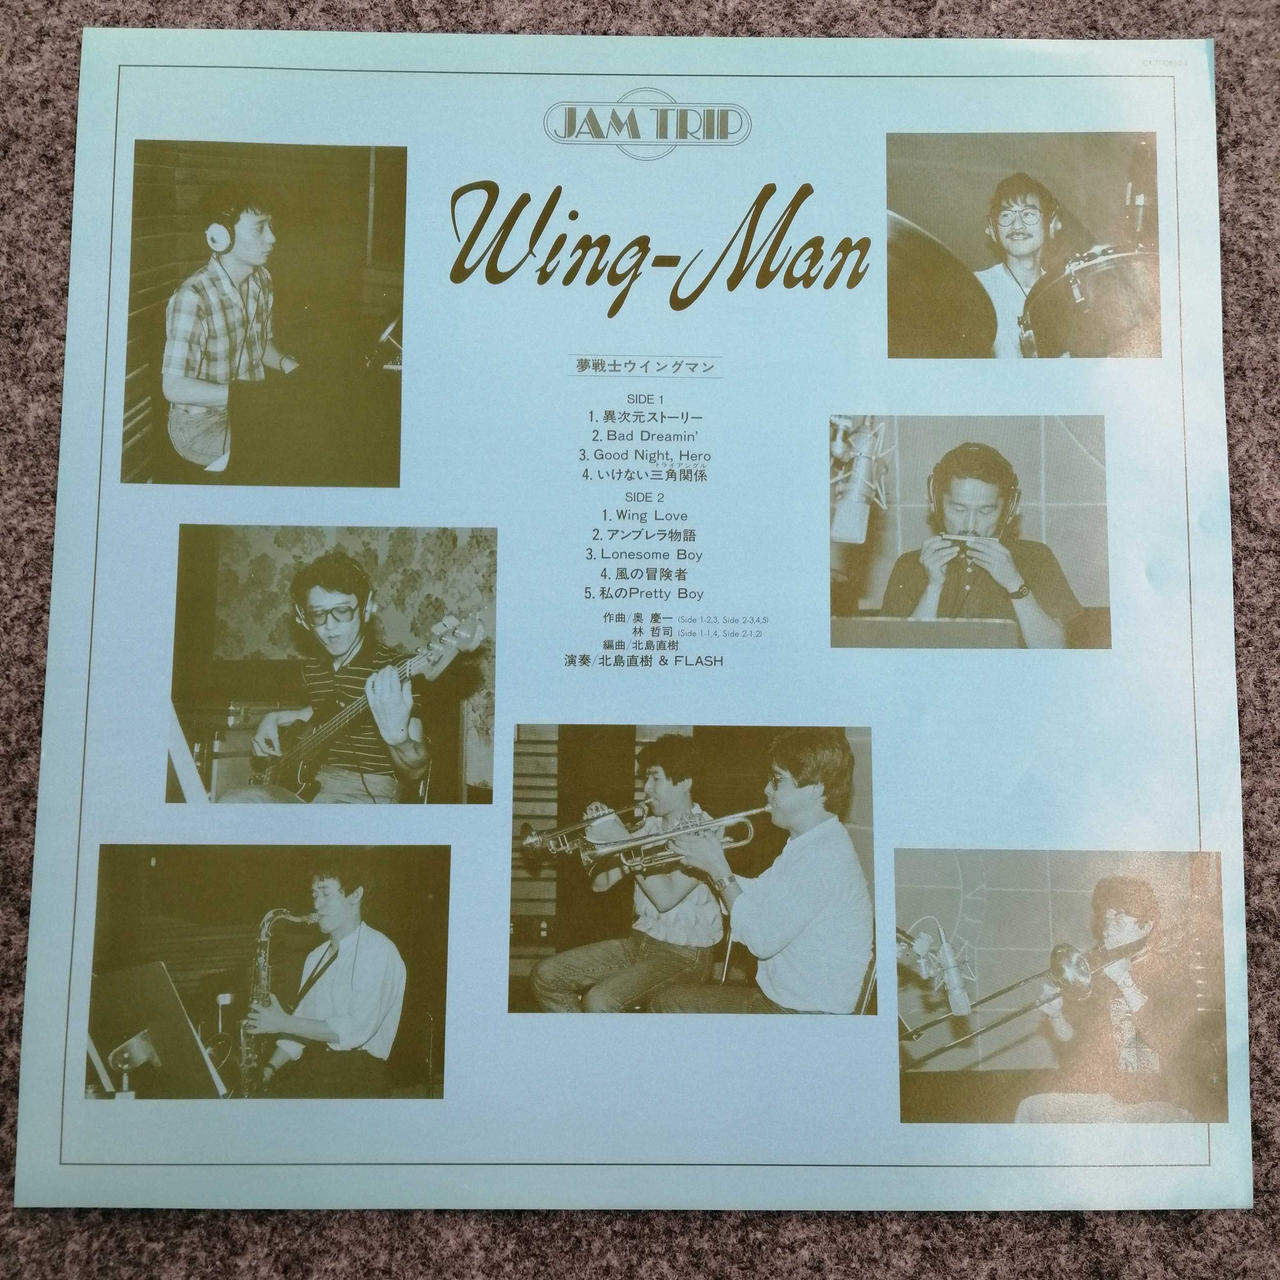 JAM TRIP
Wing-Man
夢戦士ウイングマン
SIDE 1
1. 異次元ストーリー
2. Bad Dreamin'
3. Good Night, Hero
トライアングル
4. いけない三角関係
SIDE 2
1. Wing Love
2. アンブレラ物語
3. Lonesome Boy
4. 風の冒険者
5. 私のPretty Boy
作曲/奥 慶一 (Side 1-2,3, Side 2-3,4,5)
林 哲司 (Side 1-1,4, Side 2-1,2)
編曲/北島直樹
演奏/北島直樹 & FLASH